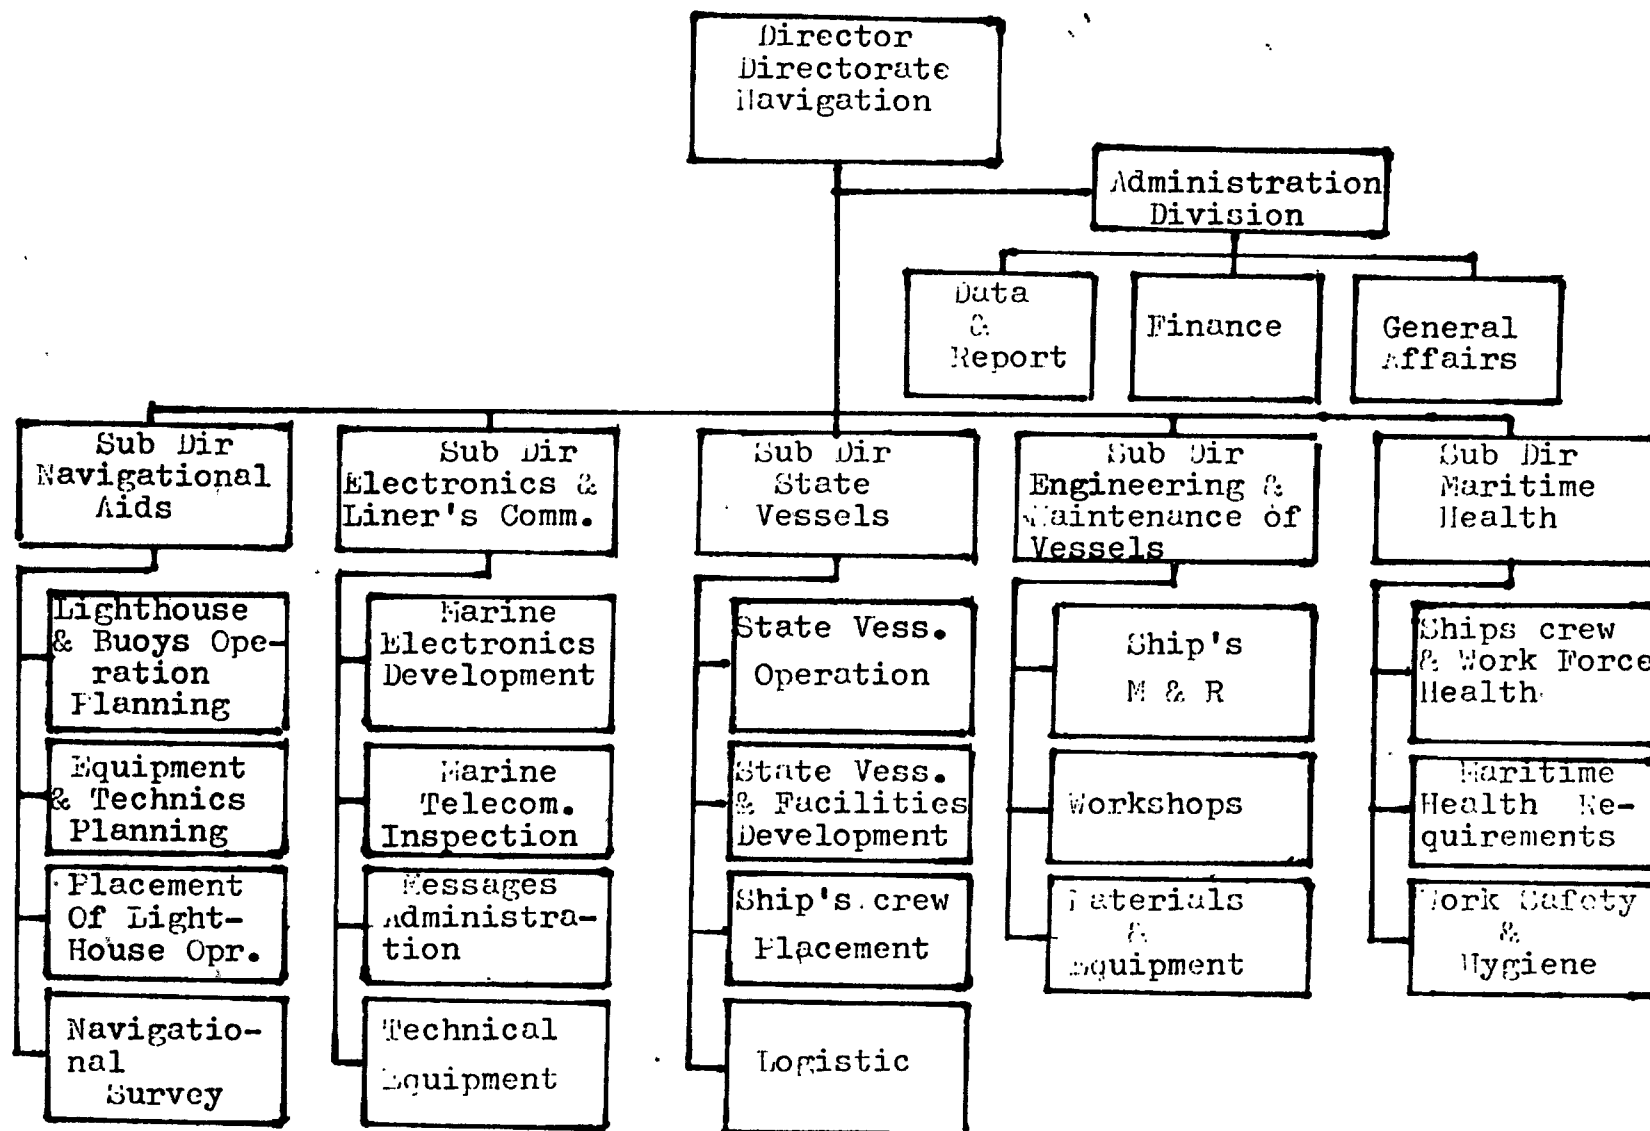 Director
Directorate
Navigation
Administration
Division
Data
&
Report
Finance
General
Affairs
Sub Dir
Navigational
Aids
Sub Dir
Electronics &
Liner's Comm.
Sub Dir
State
Vessels
Sub Dir
Engineering &
Maintenance of
Vessels
Sub Dir
Maritime
Health
Lighthouse
& Buoys Ope-
ration
Planning
Equipment
& Technics
Planning
Placement
Of Light-
House Opr.
Navigatio-
nal
Survey
Marine
Electronics
Development
Marine
Telecom.
Inspection
Messages
Administra-
tion
Technical
Equipment
State Vess.
Operation
State Vess.
& Facilities
Development
Ship's crew
Placement
Logistic
Ship's
M & R
Workshops
Materials
&
Equipment
Ships crew
& Work Force
Health
Maritime
Health Re-
quirements
Work Safety
&
Hygiene